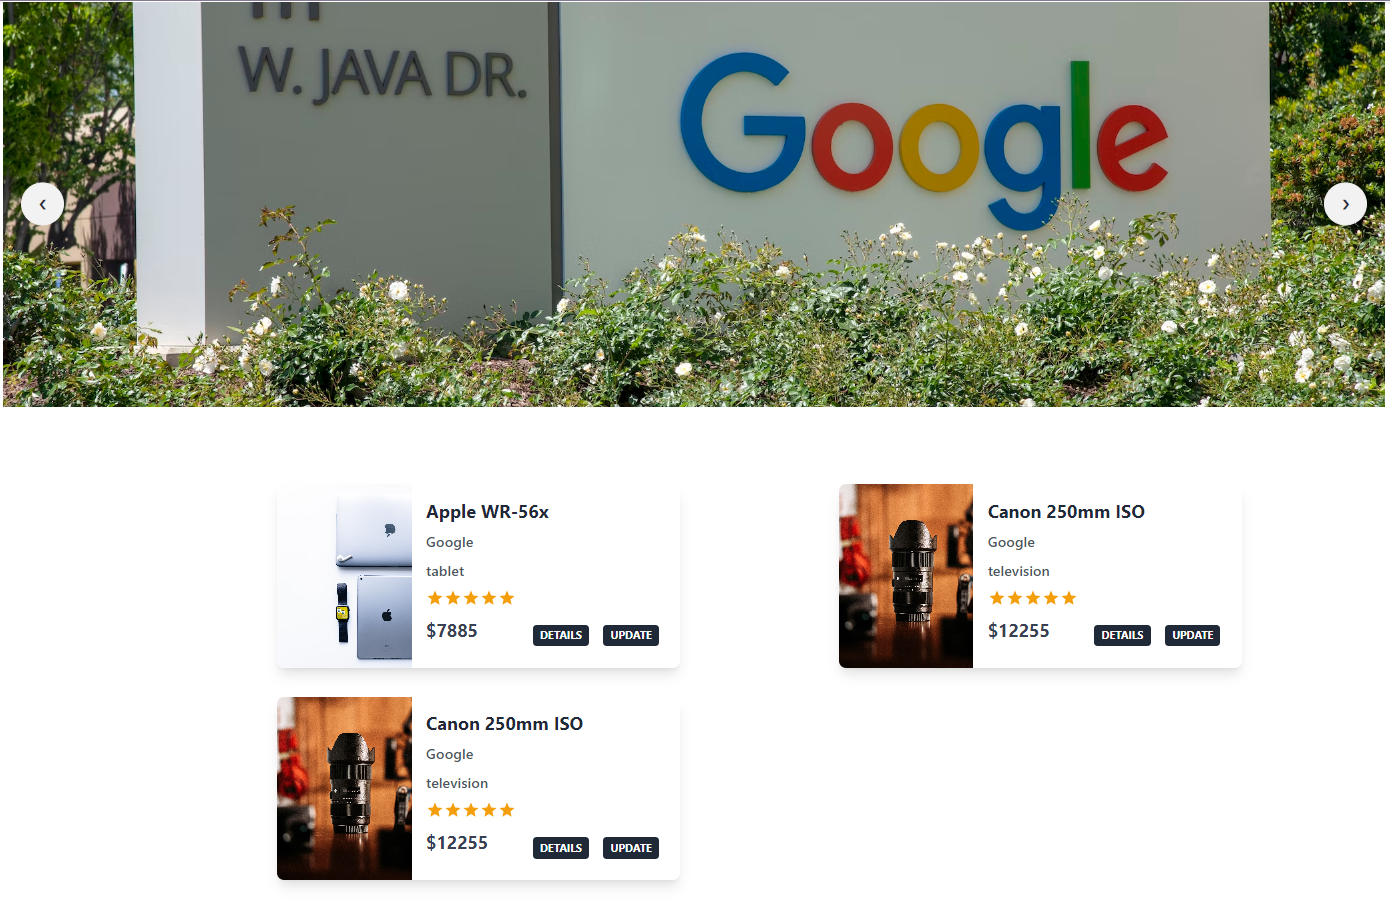 W. JAVA DR.
Google
‹
›
Apple WR-56x
Google
tablet
$7885
DETAILS
UPDATE
Canon 250mm ISO
Google
television
$12255
DETAILS
UPDATE
Canon 250mm ISO
Google
television
$12255
DETAILS
UPDATE